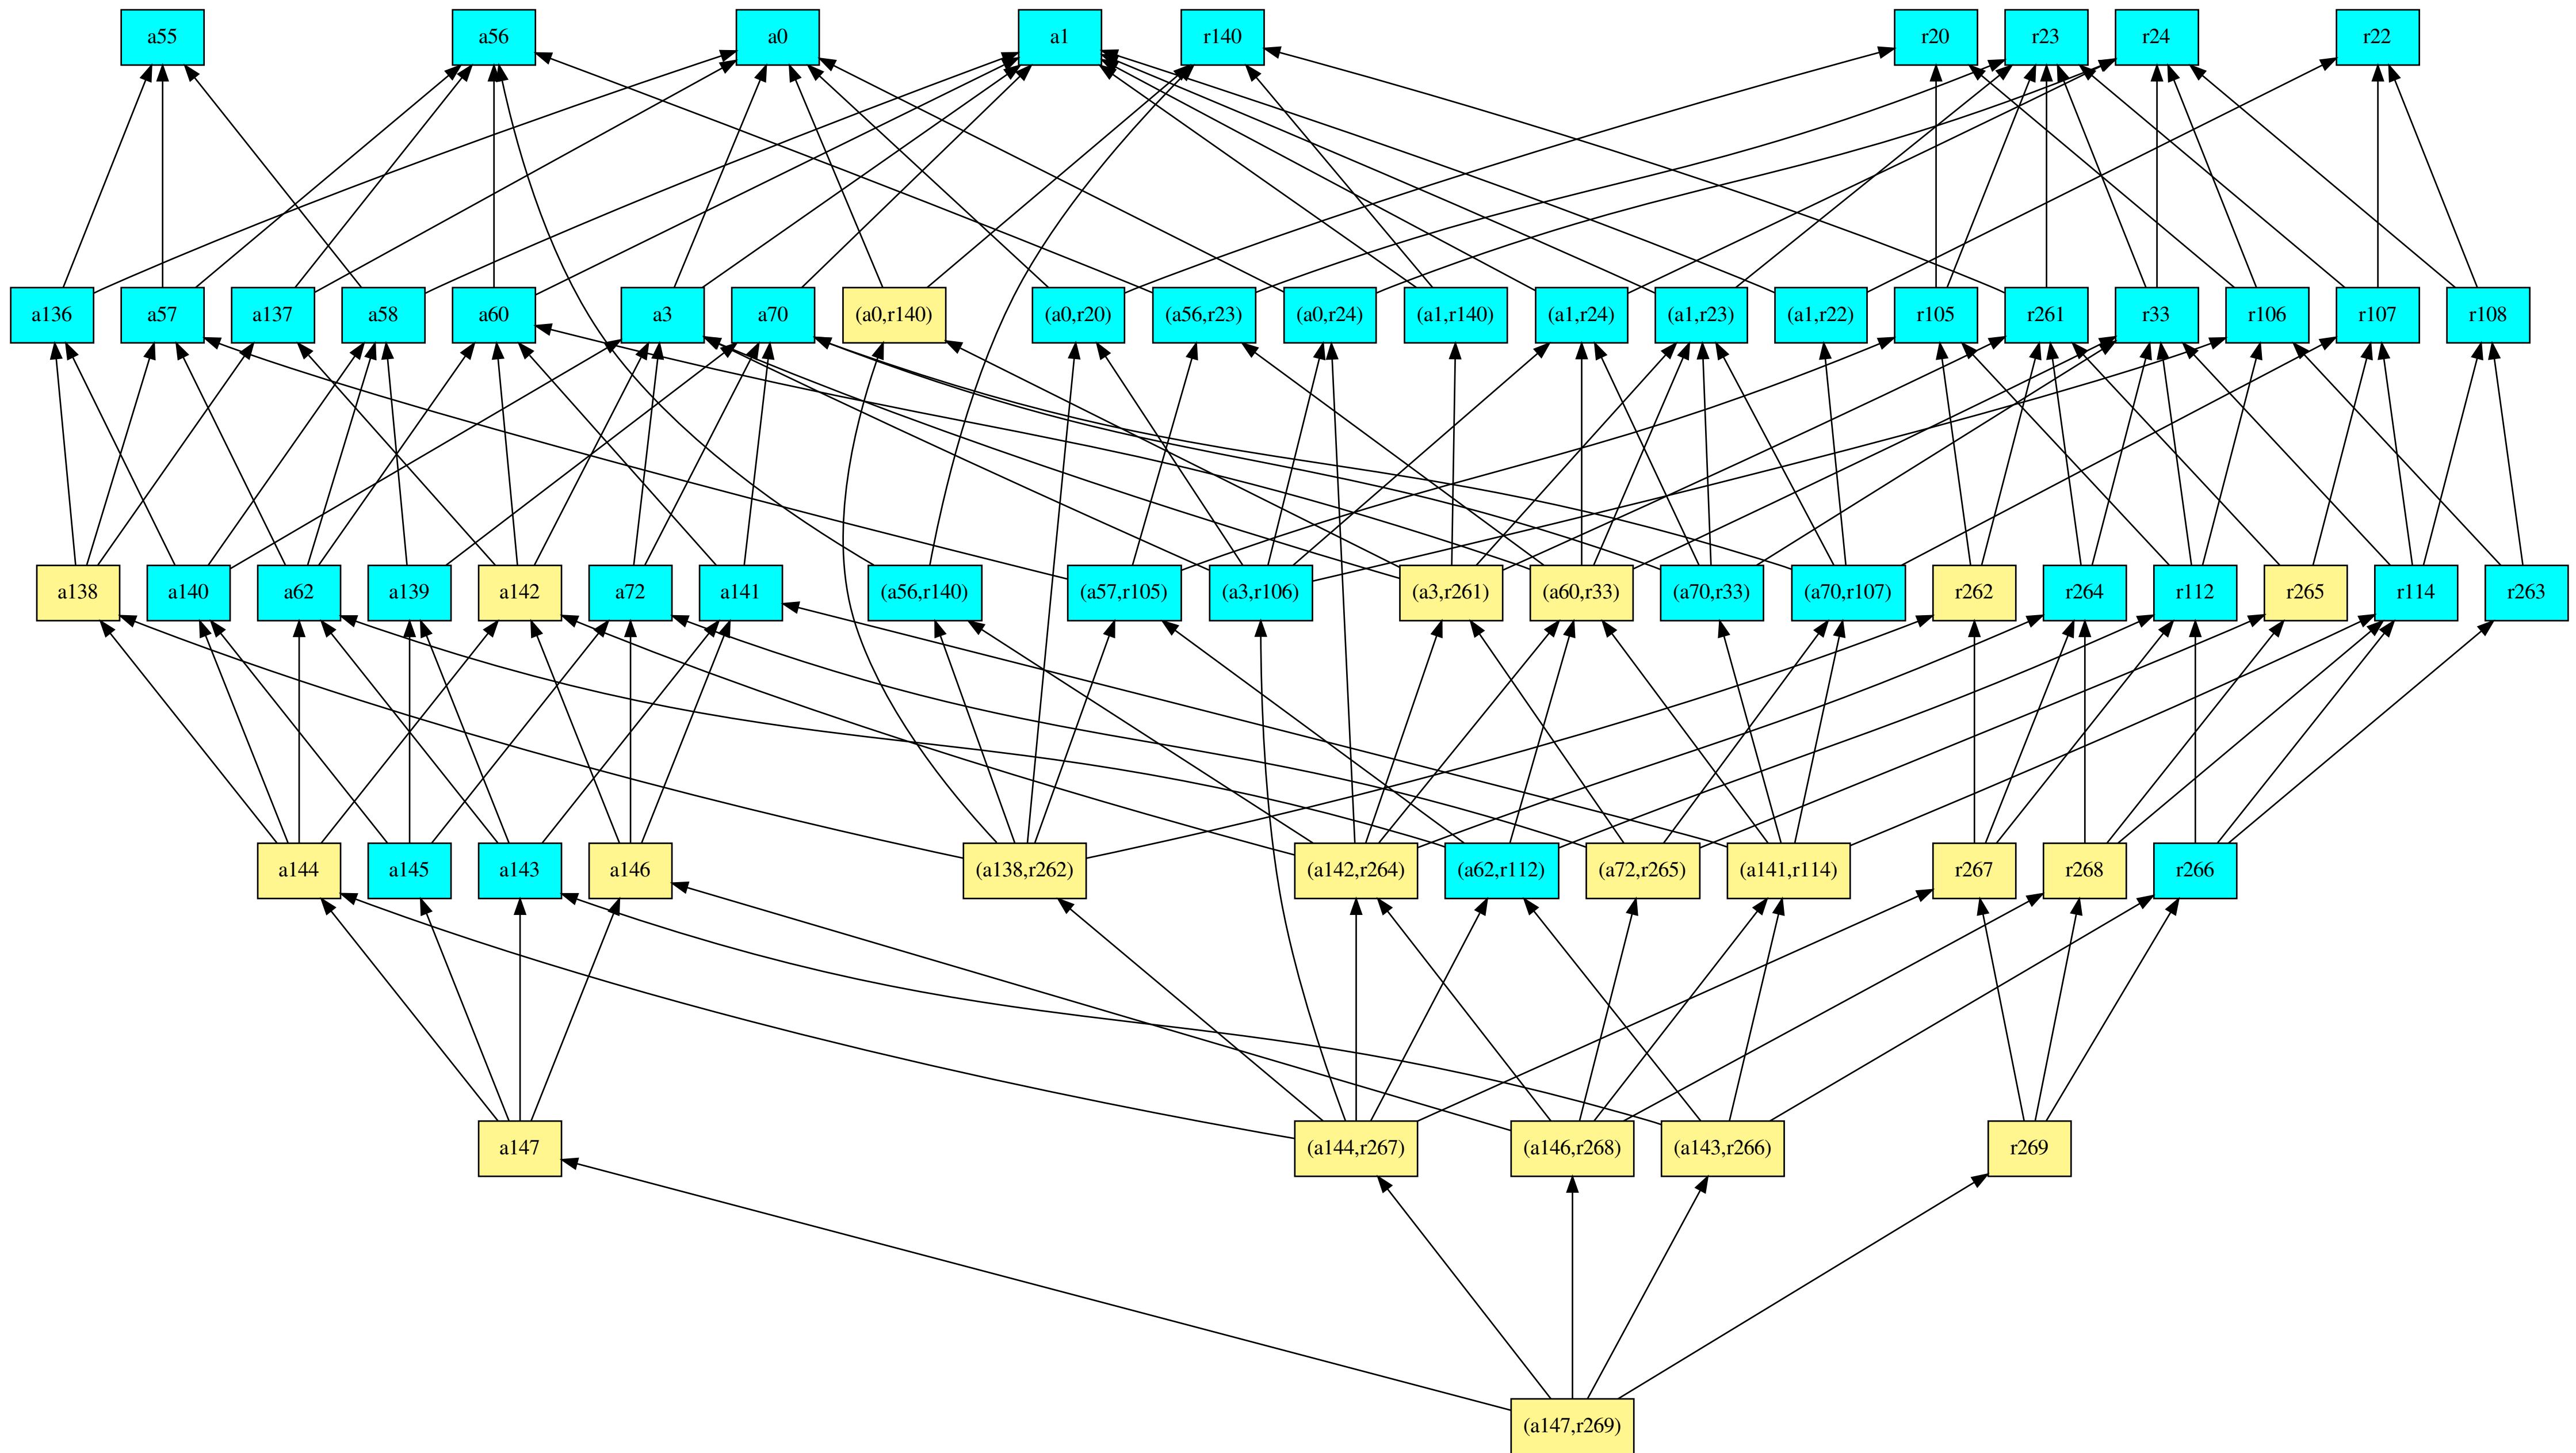 a55 a56 a0 a1 r140 r20 r23 r24 r22
a136 a57 a137 a58 a60 a3 a70 (a0,r140) (a0,r20) (a56,r23) (a0,r24) (a1,r140) (a1,r24) (a1,r23) (a1,r22) r105 r261 r33 r106 r107 r108
a138 a140 a62 a139 a142 a72 a141 (a56,r140) (a57,r105) (a3,r106) (a3,r261) (a60,r33) (a70,r33) (a70,r107) r262 r264 r112 r265 r114 r263
a144 a145 a143 a146 (a138,r262) (a142,r264) (a62,r112) (a72,r265) (a141,r114) r267 r268 r266
a147 (a144,r267) (a146,r268) (a143,r266) r269
(a147,r269)